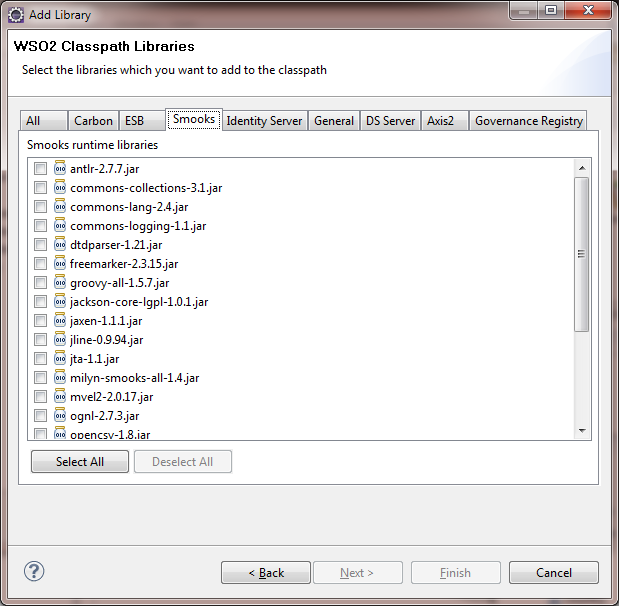 Add Library
WSO2 Classpath Libraries
Select the libraries which you want to add to the classpath
All Carbon ESB Smooks Identity Server General DS Server Axis2 Governance Registry
Smooks runtime libraries
antlr-2.7.7.jar
commons-collections-3.1.jar
commons-lang-2.4.jar
commons-logging-1.1.jar
dtdparser-1.21.jar
freemarker-2.3.15.jar
groovy-all-1.5.7.jar
jackson-core-lgpl-1.0.1.jar
jaxen-1.1.1.jar
jline-0.9.94.jar
jta-1.1.jar
milyn-smooks-all-1.4.jar
mvel2-2.0.17.jar
ognl-2.7.3.jar
opencsv-1.8.jar
Select All Deselect All
? < Back Next > Finish Cancel